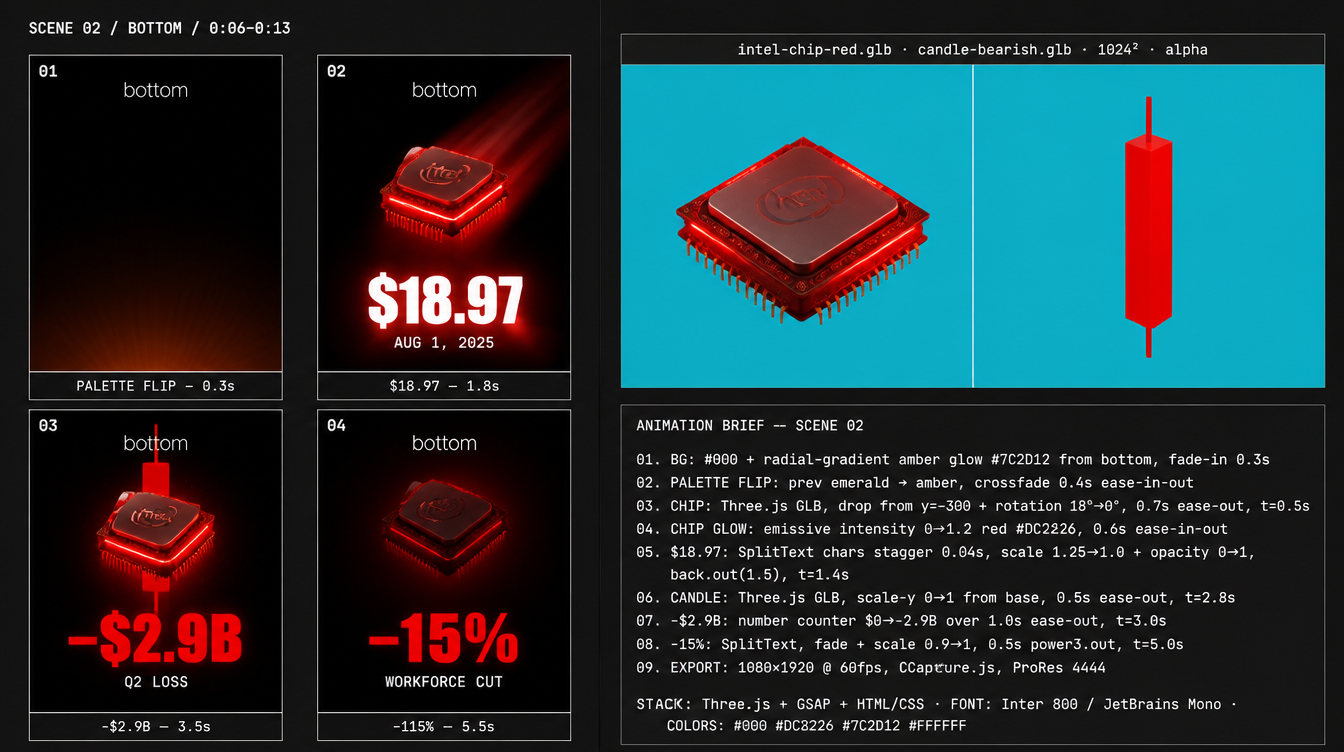 SCENE 02 / BOTTOM / 0:06–0:13
01
bottom
PALETTE FLIP — 0.3s
02
bottom
intel
$18.97
AUG 1, 2025
$18.97 — 1.8s
03
bottom
intel
–$2.9B
Q2 LOSS
-$2.9B — 3.5s
04
bottom
intel
–15%
WORKFORCE CUT
-115% — 5.5s
intel-chip-red.glb · candle-bearish.glb · 1024² · alpha
ANIMATION BRIEF –– SCENE 02
01. BG: #000 + radial-gradient amber glow #7C2D12 from bottom, fade-in 0.3s
02. PALETTE FLIP: prev emerald → amber, crossfade 0.4s ease-in-out
03. CHIP: Three.js GLB, drop from y=-300 + rotation 18°→0°, 0.7s ease-out, t=0.5s
04. CHIP GLOW: emissive intensity 0→1.2 red #DC2226, 0.6s ease-in-out
05. $18.97: SplitText chars stagger 0.04s, scale 1.25→1.0 + opacity 0→1,
back.out(1.5), t=1.4s
06. CANDLE: Three.js GLB, scale-y 0→1 from base, 0.5s ease-out, t=2.8s
07. -$2.9B: number counter $0→-2.9B over 1.0s ease-out, t=3.0s
08. -15%: SplitText, fade + scale 0.9→1, 0.5s power3.out, t=5.0s
09. EXPORT: 1080×1920 @ 60fps, CCapture.js, ProRes 4444
STACK: Three.js + GSAP + HTML/CSS · FONT: Inter 800 / JetBrains Mono ·
COLORS: #000 #DC8226 #7C2D12 #FFFFFF